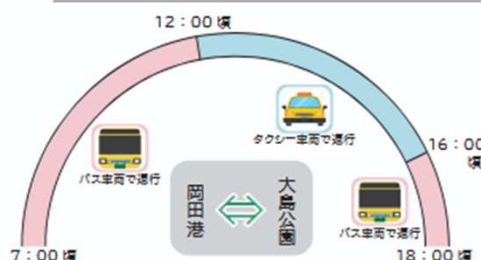 12：00 頃
タクシー車両で運行
バス車両で運行
16：00
頃
岡田港
大島公園
バス車両で運行
7：00 頃
18：00 頃